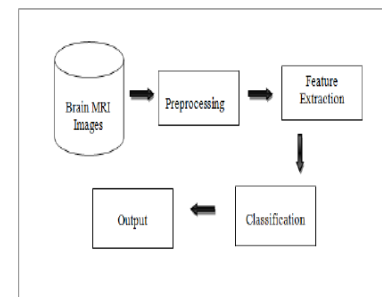 Brain MRI
Images
Preprocessing
Feature
Extraction
Classification
Output